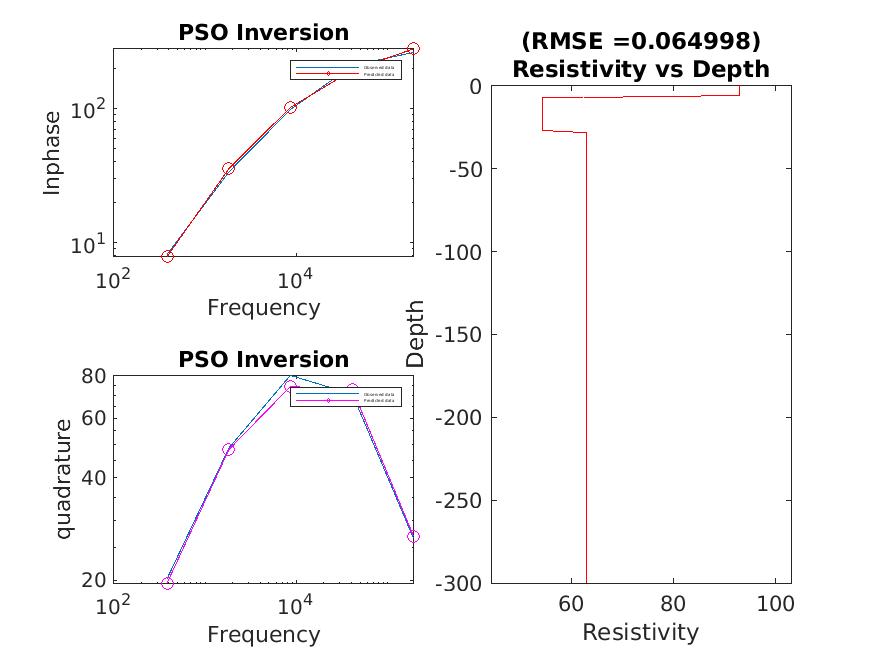 PSO Inversion
Inphase
10^2
10^1
Observed data
Predicted data
10^2
10^4
Frequency
PSO Inversion
quadrature
80
60
40
20
Observed data
Predicted data
10^2
10^4
Frequency
(RMSE =0.064998)
Resistivity vs Depth
Depth
0
-50
-100
-150
-200
-250
-300
60
80
100
Resistivity